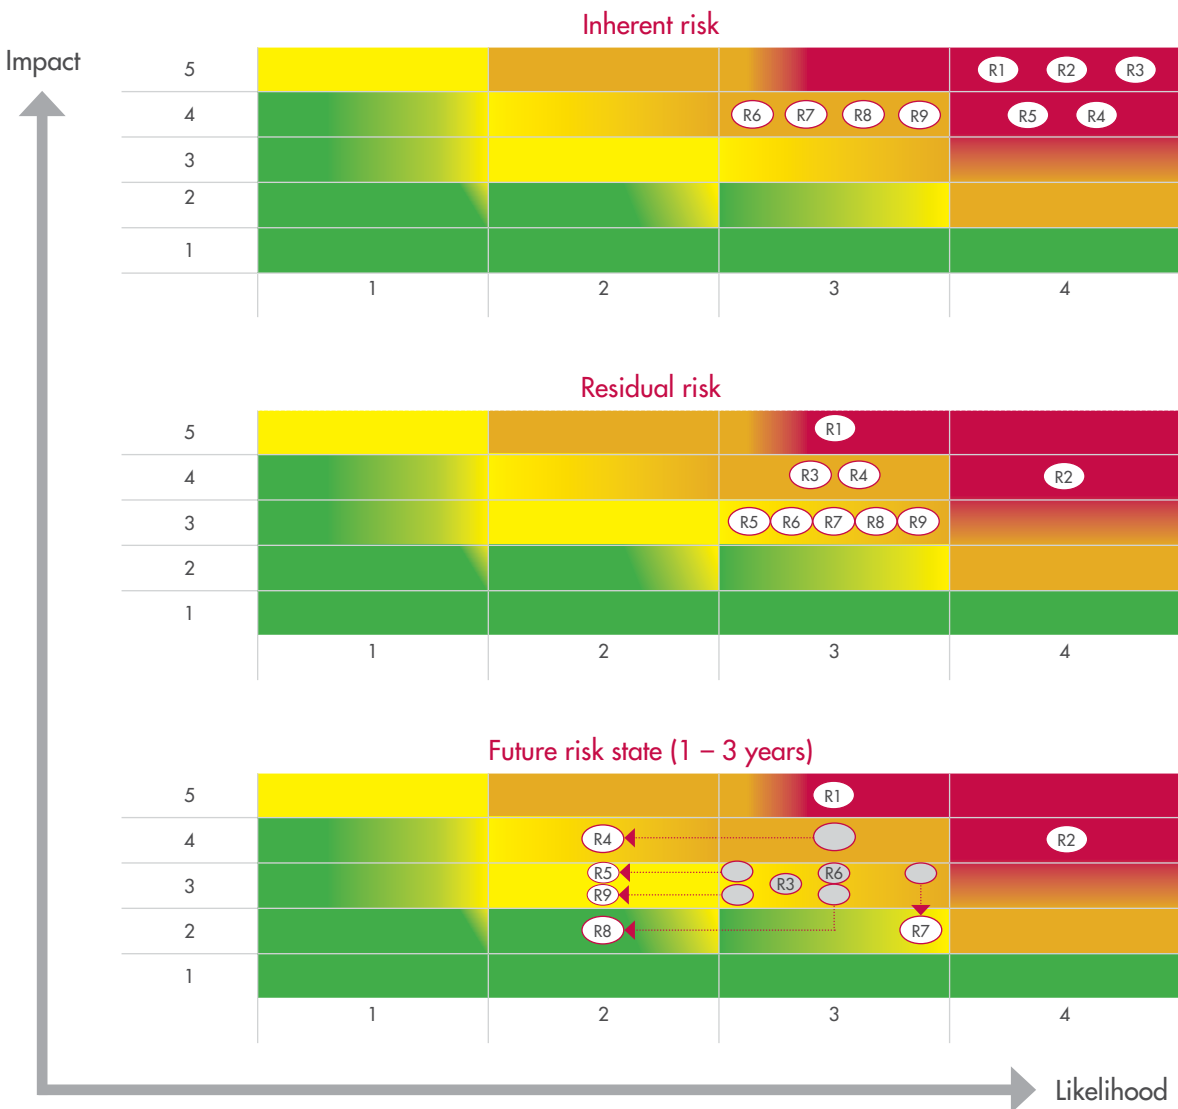 Inherent risk
Impact
5 R1 R2 R3
4 R6 R7 R8 R9 R5 R4
3
2
1
1 2 3 4
Residual risk
5 R1
4 R3 R4 R2
3 R5 R6 R7 R8 R9
2
1
1 2 3 4
Future risk state (1 – 3 years)
5 R1
4 R4 R2
3 R5 R3 R6
R9
2 R8 R7
1
1 2 3 4
Likelihood